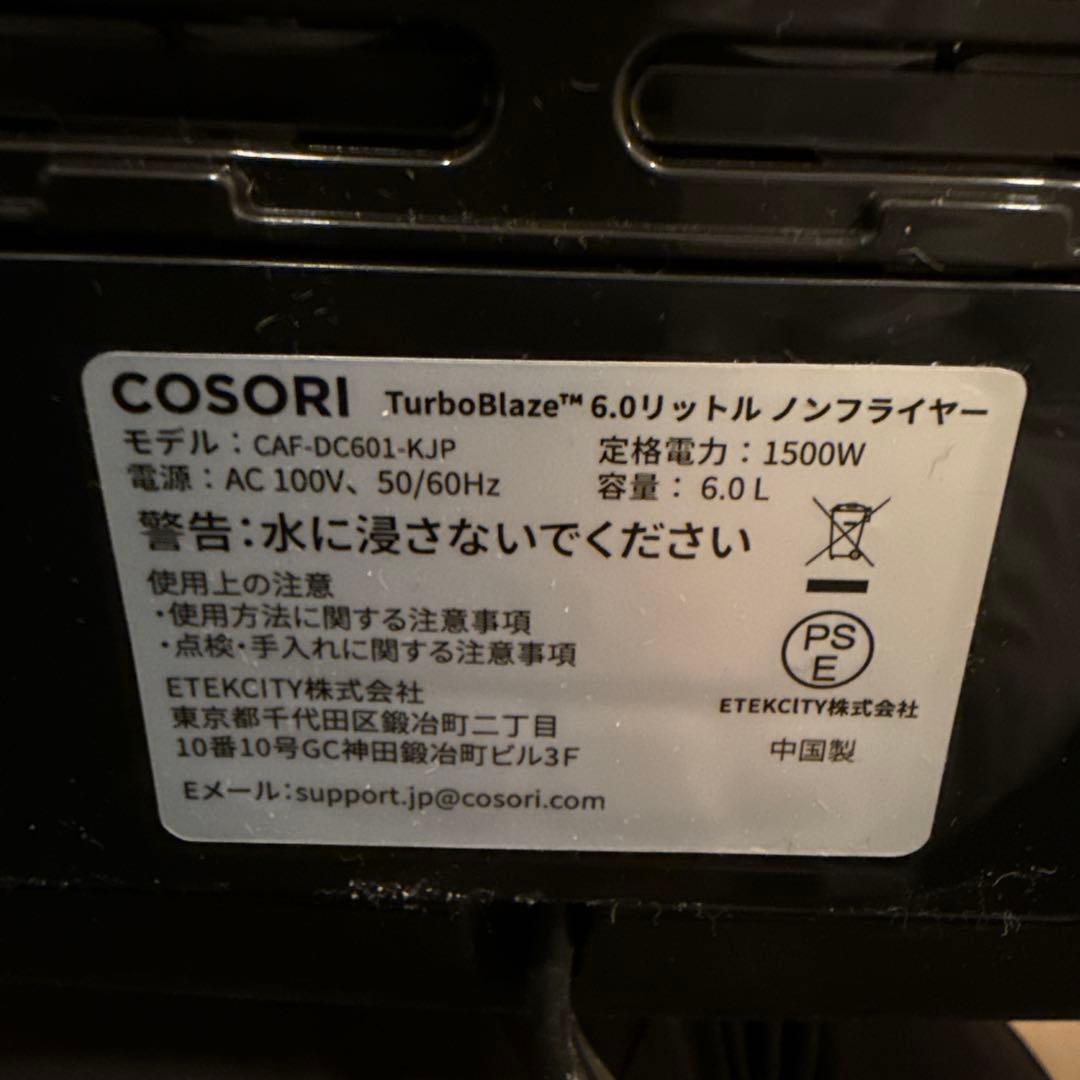 COSORI TurboBlaze™ 6.0リットル ノンフライヤー
モデル：CAF-DC601-KJP 定格電力：1500W
電源：AC 100V、50/60Hz 容量：6.0 L
警告：水に浸さないでください
使用上の注意
・使用方法に関する注意事項
・点検・手入れに関する注意事項
PS
E
ETEKCITY株式会社 ETEKCITY株式会社
東京都千代田区鍛冶町二丁目
10番10号GC神田鍛冶町ビル3F 中国製
Eメール：support.jp@cosori.com